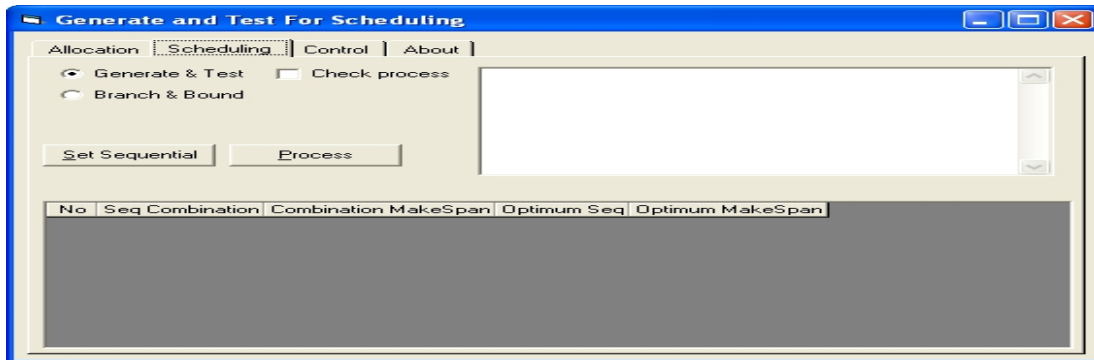 Generate and Test For Scheduling
Allocation Scheduling Control About
Generate & Test Check process
Branch & Bound
Set Sequential Process
No Seq Combination Combination MakeSpan Optimum Seq Optimum MakeSpan